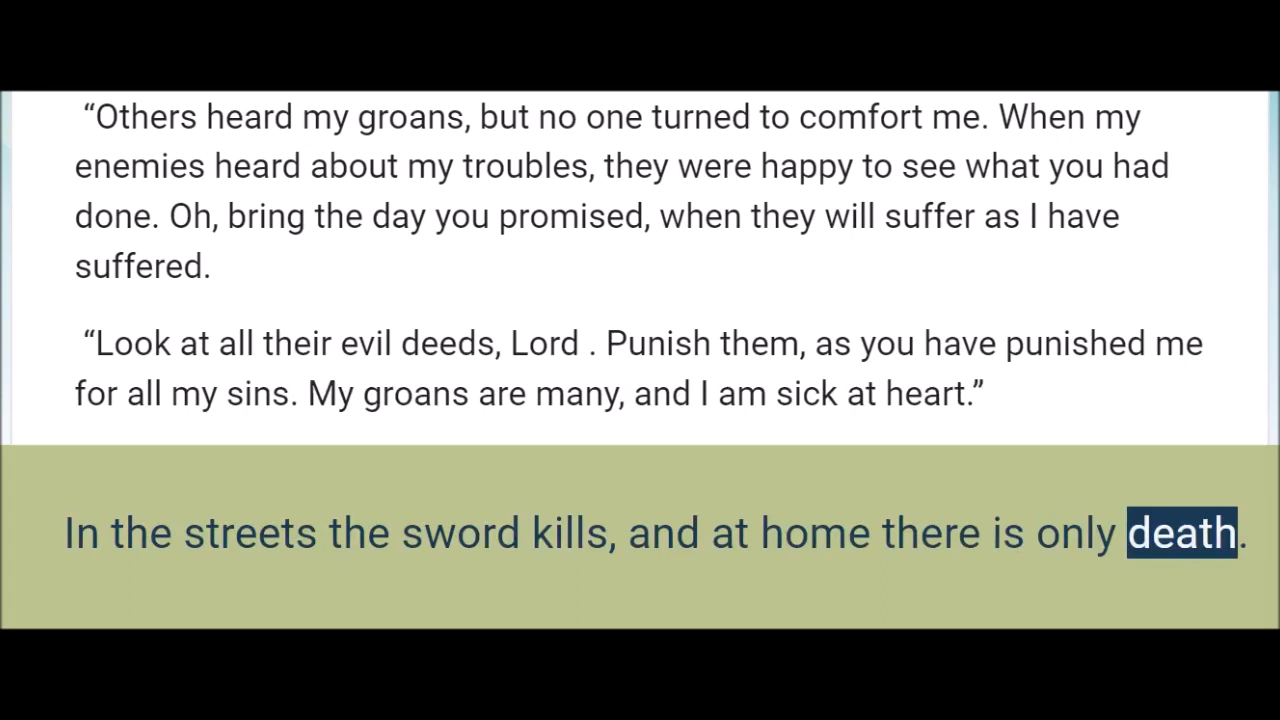 “Others heard my groans, but no one turned to comfort me. When my
enemies heard about my troubles, they were happy to see what you had
done. Oh, bring the day you promised, when they will suffer as I have
suffered.
“Look at all their evil deeds, Lord . Punish them, as you have punished me
for all my sins. My groans are many, and I am sick at heart.”
In the streets the sword kills, and at home there is only death.